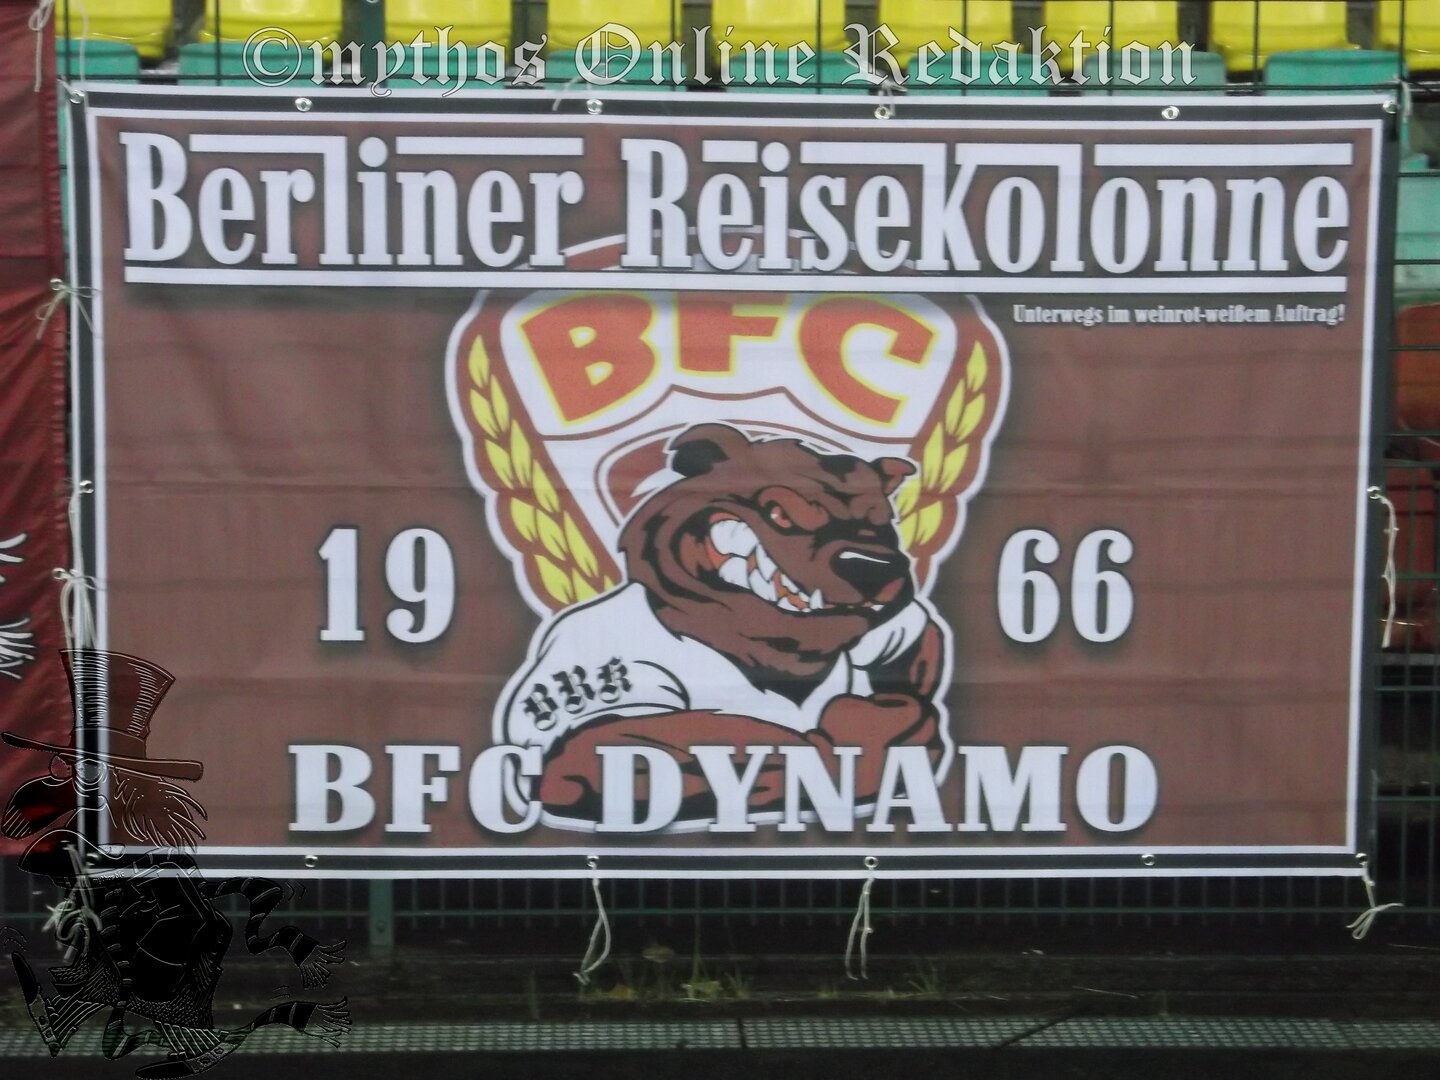 ©mythos Online Redaktion
Berliner Reisekolonne
Unterwegs im weinrot-weißem Auftrag!
BFC
19 66
BRK
BFC DYNAMO